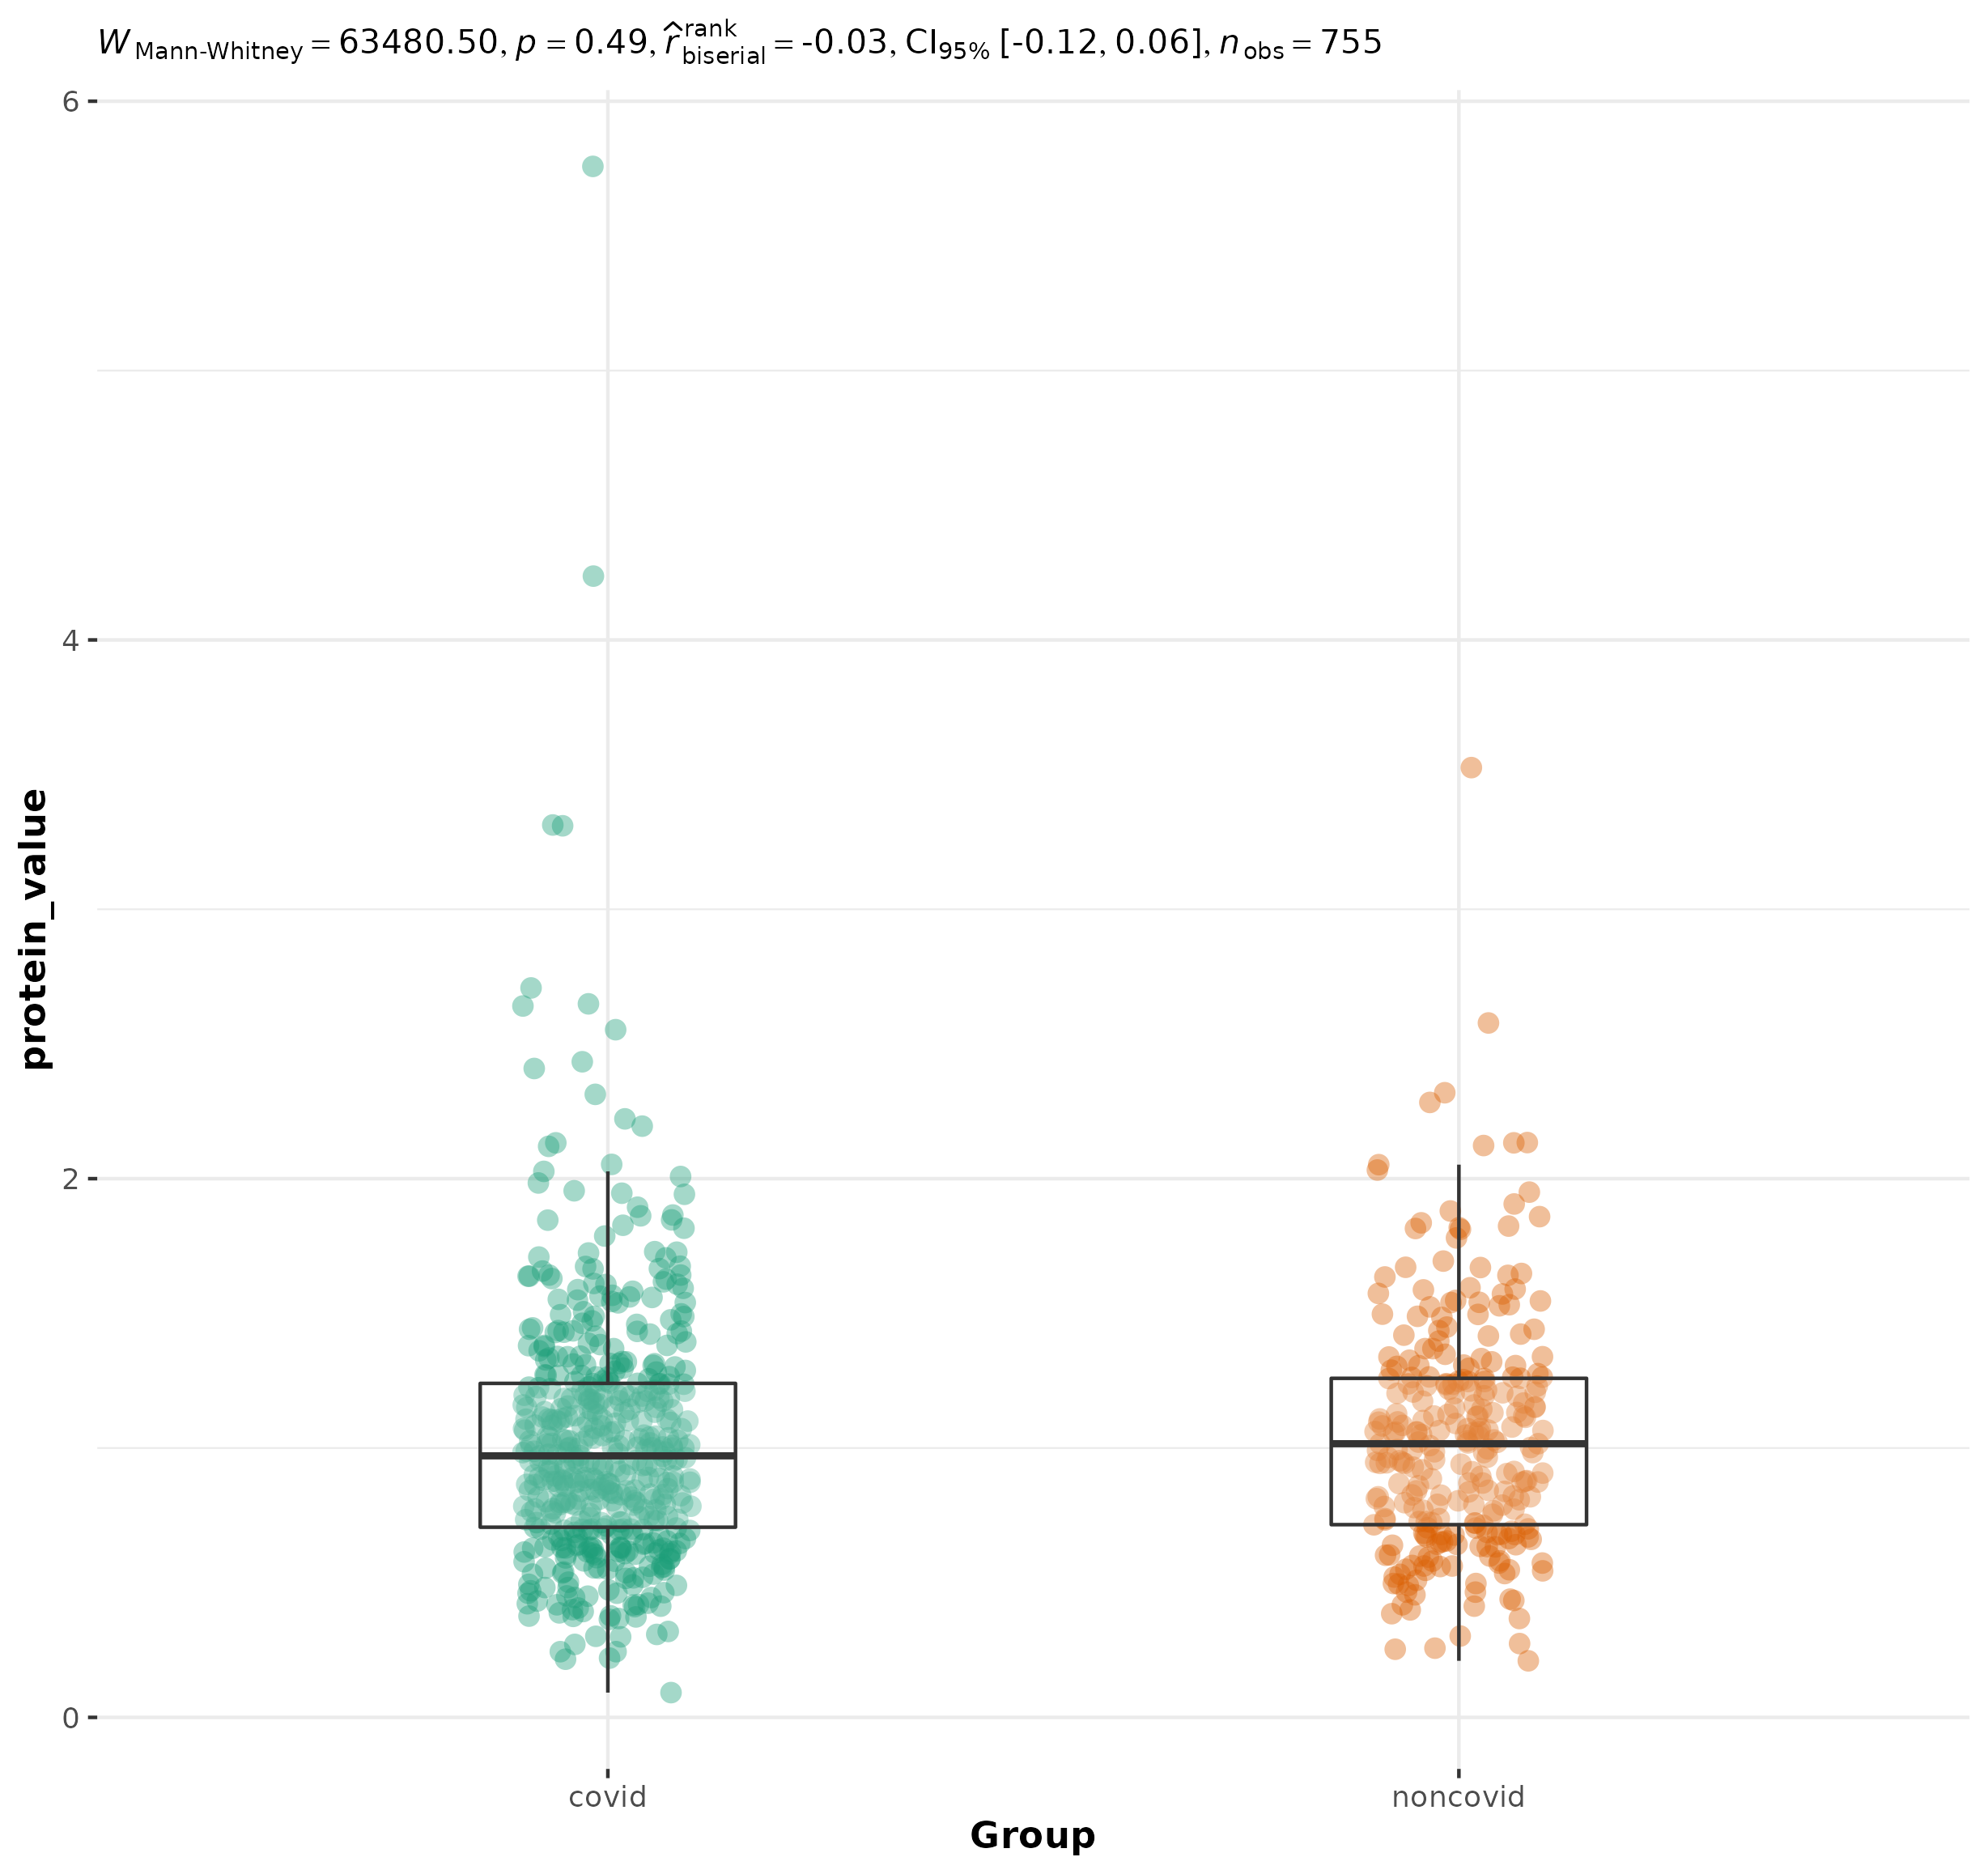 W Mann-Whitney = 63480.50, p = 0.49, r̂ rank biserial = -0.03, CI95% [-0.12, 0.06], n obs = 755
6
4
2
0
protein_value
covid noncovid
Group